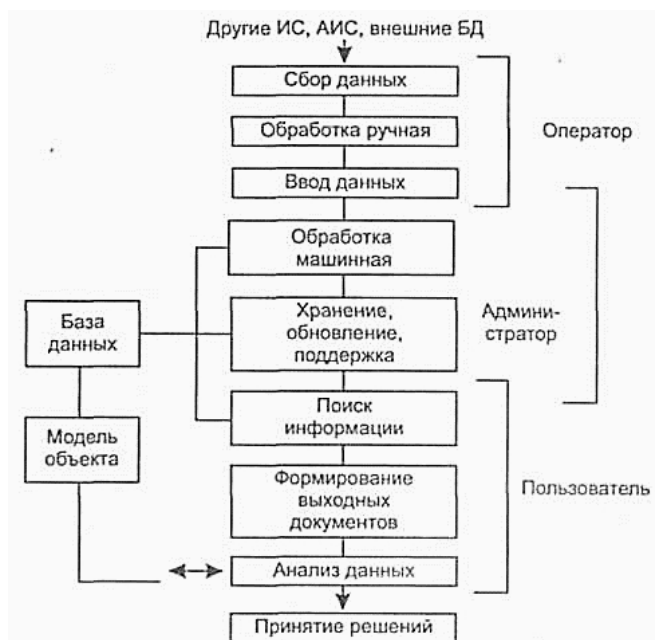 Другие ИС, АИС, внешние БД
Сбор данных
Обработка ручная
Ввод данных
Оператор
Обработка
машинная
Хранение,
обновление,
поддержка
Админи-
стратор
База
данных
Поиск
информации
Модель
объекта
Формирование
выходных
документов
Пользователь
Анализ данных
Принятие решений